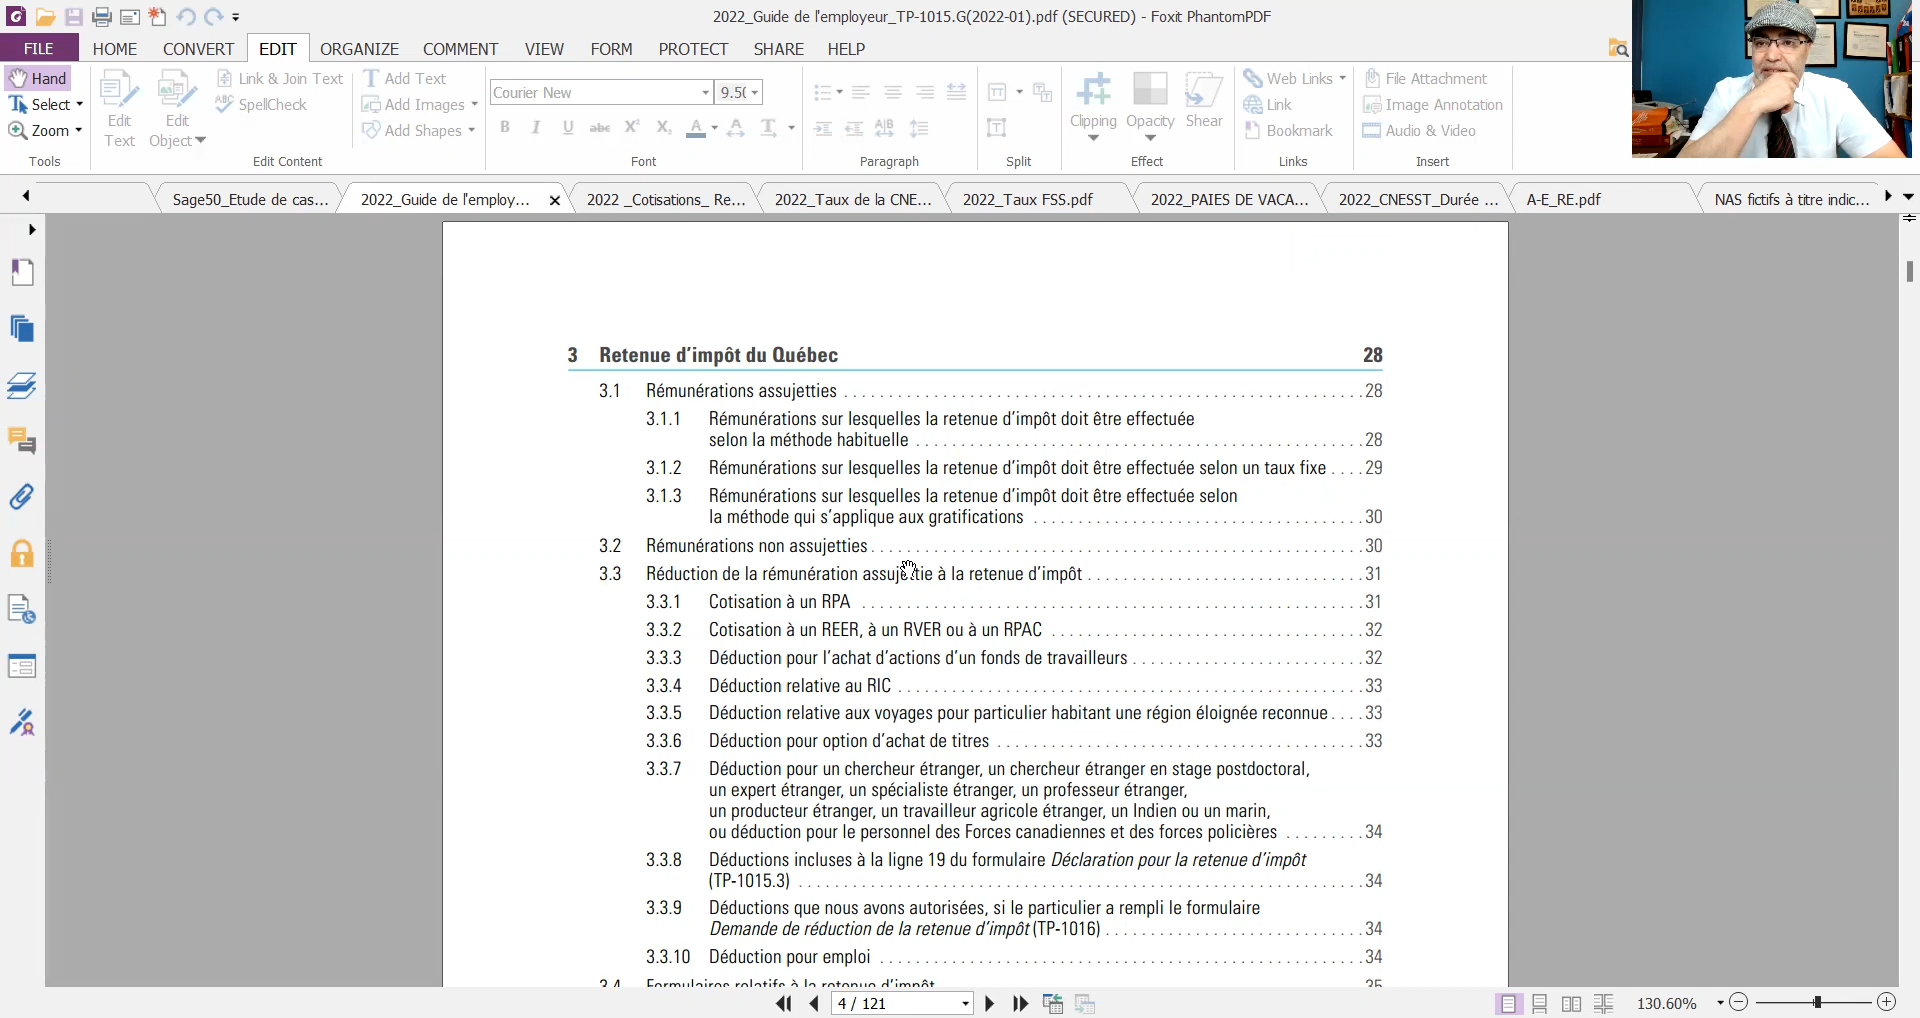 2022_Guide de l'employeur_TP-1015.G(2022-01).pdf (SECURED) - Foxit PhantomPDF
FILE HOME CONVERT EDIT ORGANIZE COMMENT VIEW FORM PROTECT SHARE HELP
Hand
Select
Zoom
Tools
Edit Text
Edit Object
Link & Join Text
SpellCheck
Edit Content
Add Text
Add Images
Add Shapes
Courier New 9.5(
Font
Paragraph
Split
Clipping Opacity Shear
Effect
Web Links
Link
Bookmark
Links
File Attachment
Image Annotation
Audio & Video
Insert
Sage50_Etude de cas... 2022_Guide de l'employ... 2022 _Cotisations_ Re... 2022_Taux de la CNE... 2022_Taux FSS.pdf 2022_PAIES DE VACA... 2022_CNESST_Durée ... A-E_RE.pdf NAS fictifs à titre indic...
3 Retenue d'impôt du Québec 28
3.1 Rémunérations assujetties 28
3.1.1 Rémunérations sur lesquelles la retenue d'impôt doit être effectuée
selon la méthode habituelle 28
3.1.2 Rémunérations sur lesquelles la retenue d'impôt doit être effectuée selon un taux fixe 29
3.1.3 Rémunérations sur lesquelles la retenue d'impôt doit être effectuée selon
la méthode qui s'applique aux gratifications 30
3.2 Rémunérations non assujetties 30
3.3 Réduction de la rémunération assujettie à la retenue d'impôt 31
3.3.1 Cotisation à un RPA 31
3.3.2 Cotisation à un REER, à un RVER ou à un RPAC 32
3.3.3 Déduction pour l'achat d'actions d'un fonds de travailleurs 32
3.3.4 Déduction relative au RIC 33
3.3.5 Déduction relative aux voyages pour particulier habitant une région éloignée reconnue 33
3.3.6 Déduction pour option d'achat de titres 33
3.3.7 Déduction pour un chercheur étranger, un chercheur étranger en stage postdoctoral,
un expert étranger, un spécialiste étranger, un professeur étranger,
un producteur étranger, un travailleur agricole étranger, un Indien ou un marin,
ou déduction pour le personnel des Forces canadiennes et des forces policières 34
3.3.8 Déductions incluses à la ligne 19 du formulaire Déclaration pour la retenue d'impôt
(TP-1015.3) 34
3.3.9 Déductions que nous avons autorisées, si le particulier a rempli le formulaire
Demande de réduction de la retenue d'impôt (TP-1016) 34
3.3.10 Déduction pour emploi 34
3.4 Formulaires relatifs à la retenue d'impôt 35
4 / 121
130.60%